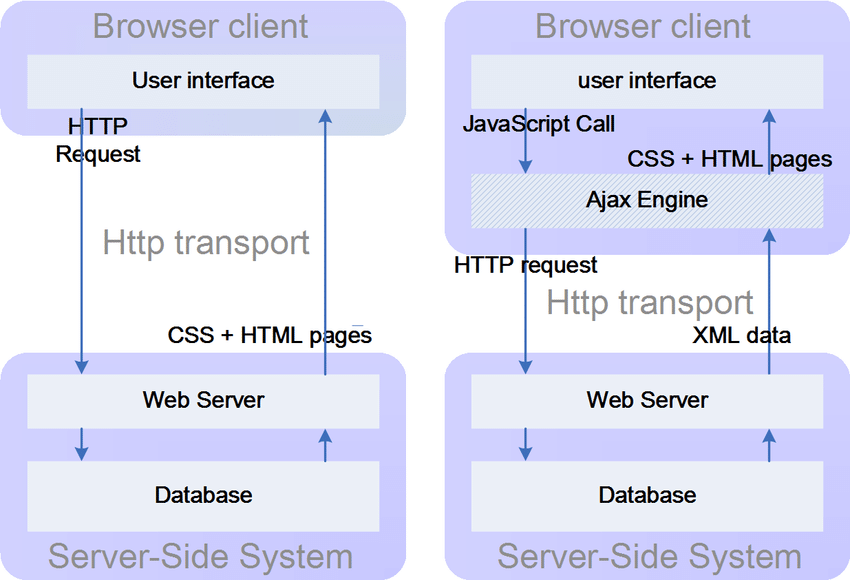 Browser client
User interface
HTTP
Request
Http transport
CSS + HTML pages
Web Server
Database
Server-Side System
Browser client
user interface
JavaScript Call
CSS + HTML pages
Ajax Engine
HTTP request
Http transport
XML data
Web Server
Database
Server-Side System